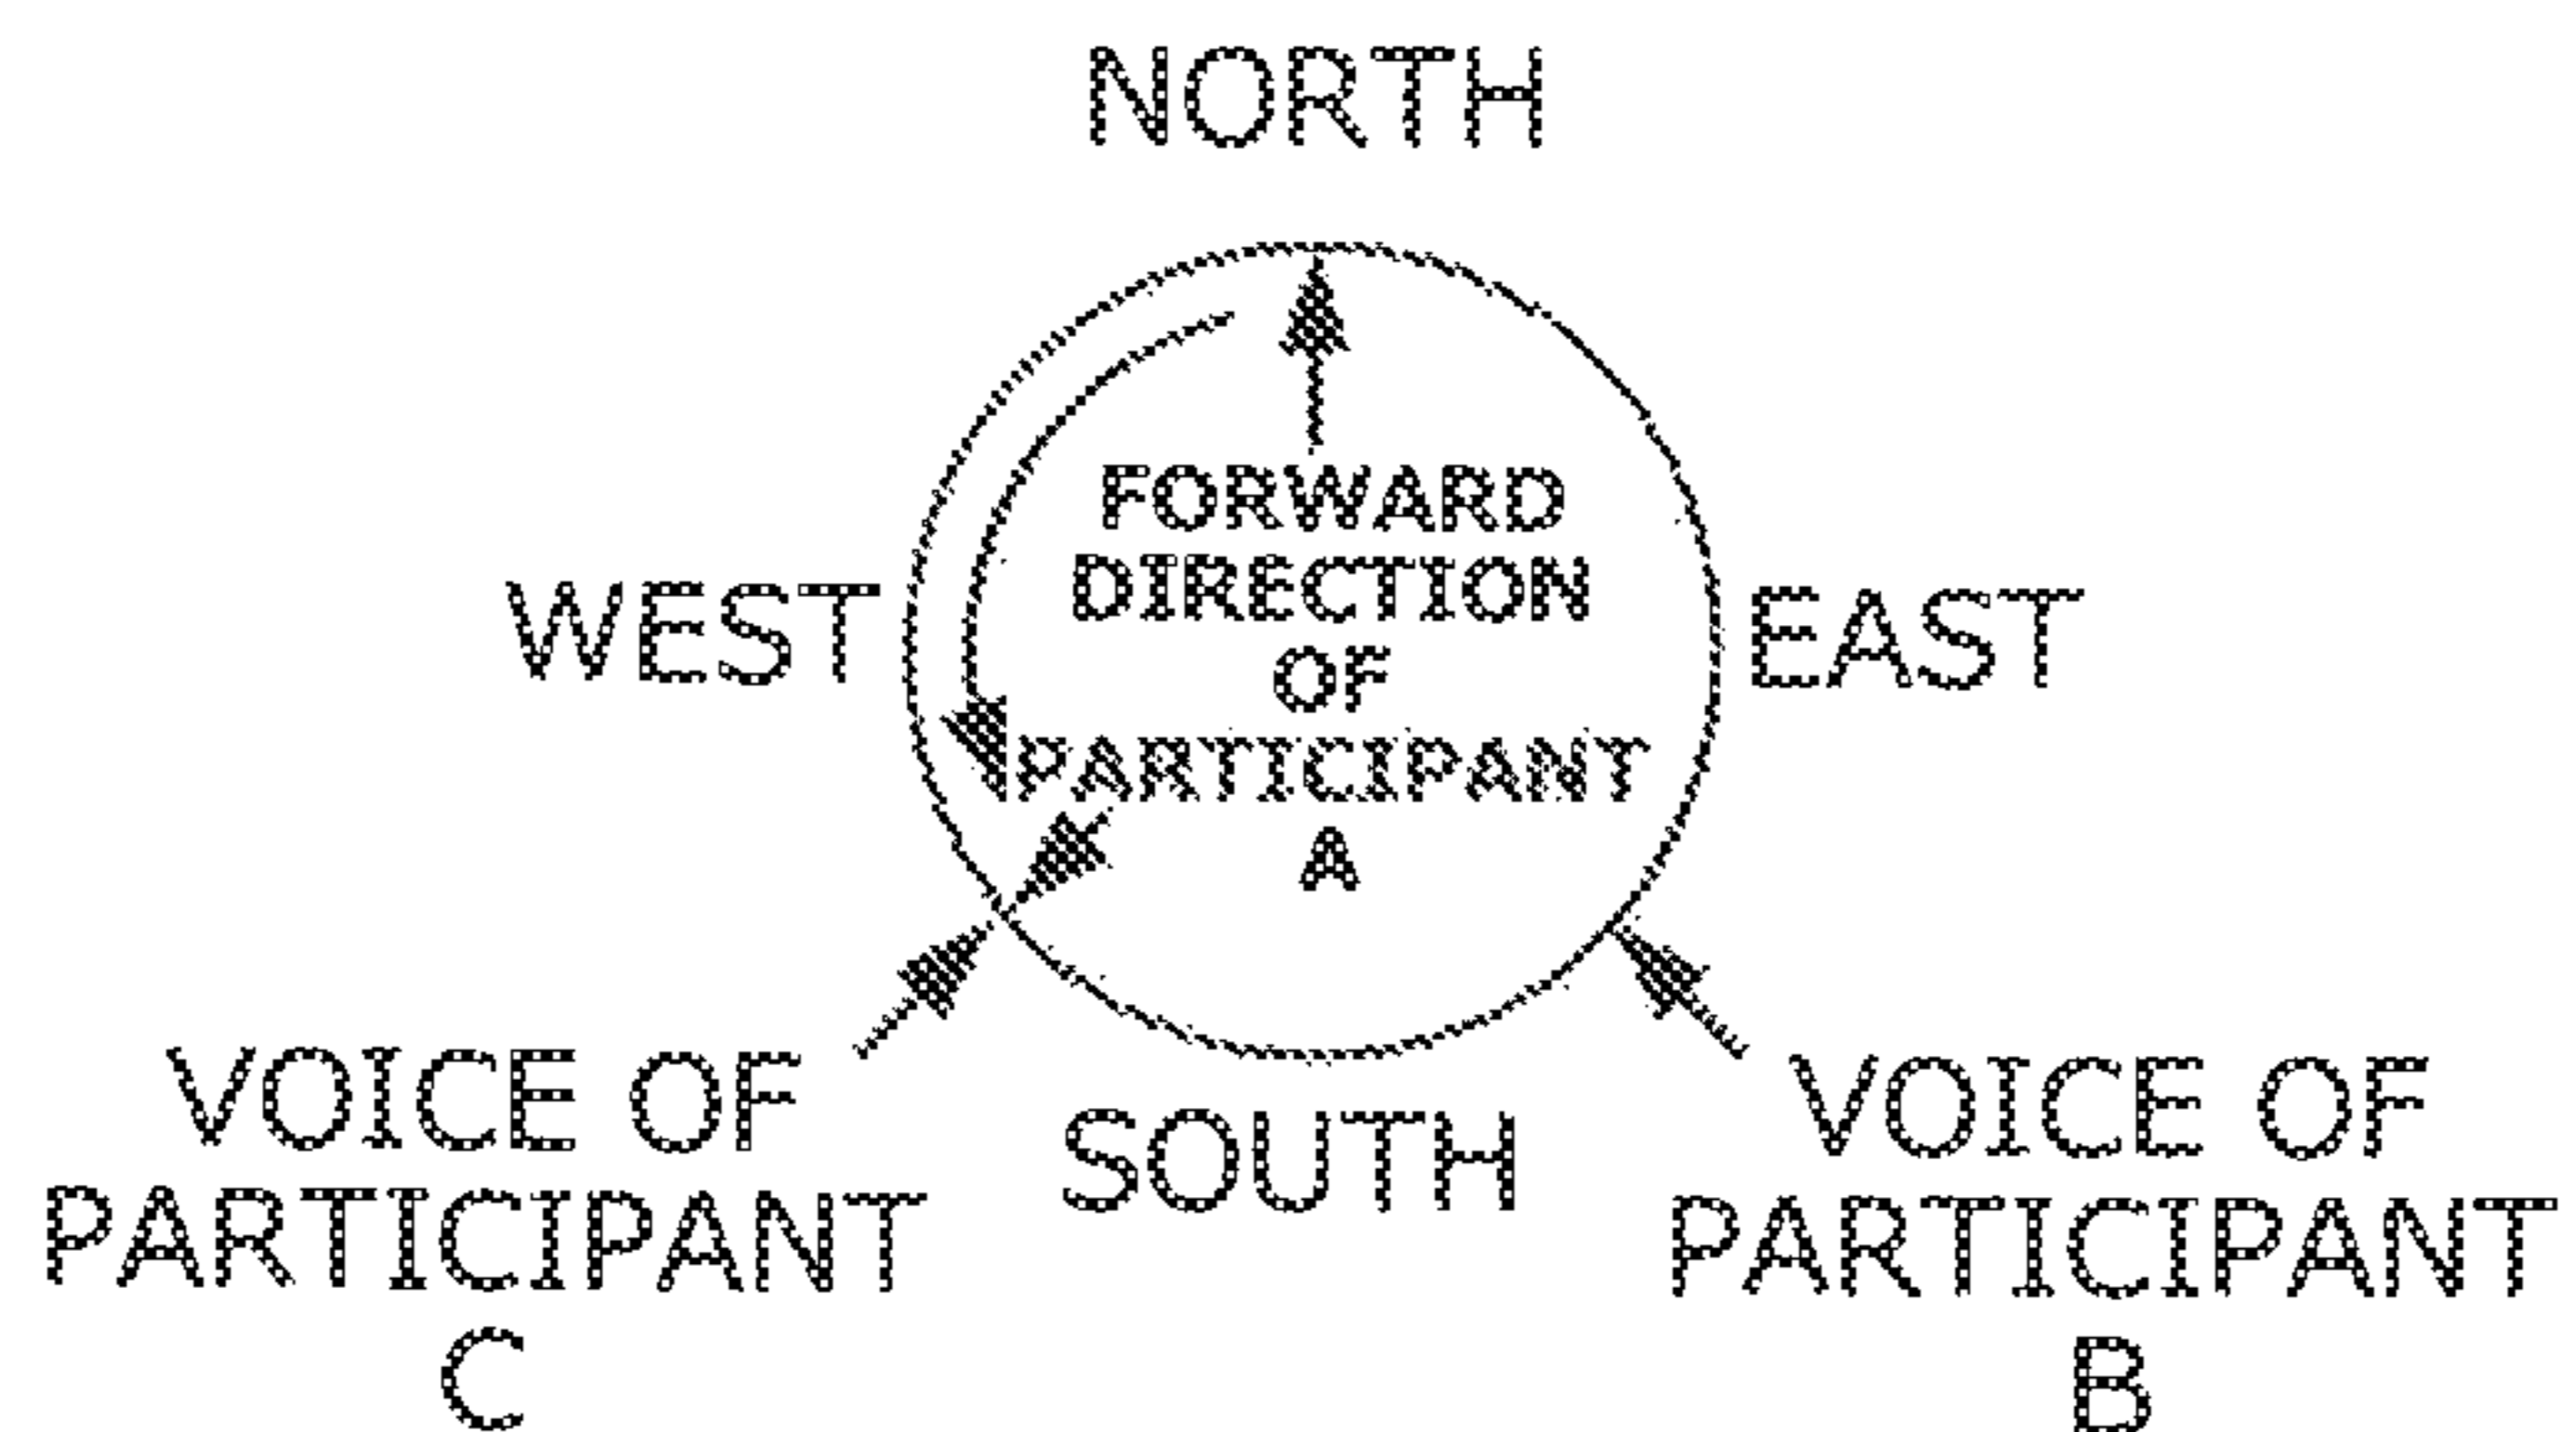 NORTH
FORWARD
DIRECTION
OF
PARTICIPANT
A
WEST
EAST
VOICE OF
PARTICIPANT
C
SOUTH
VOICE OF
PARTICIPANT
B